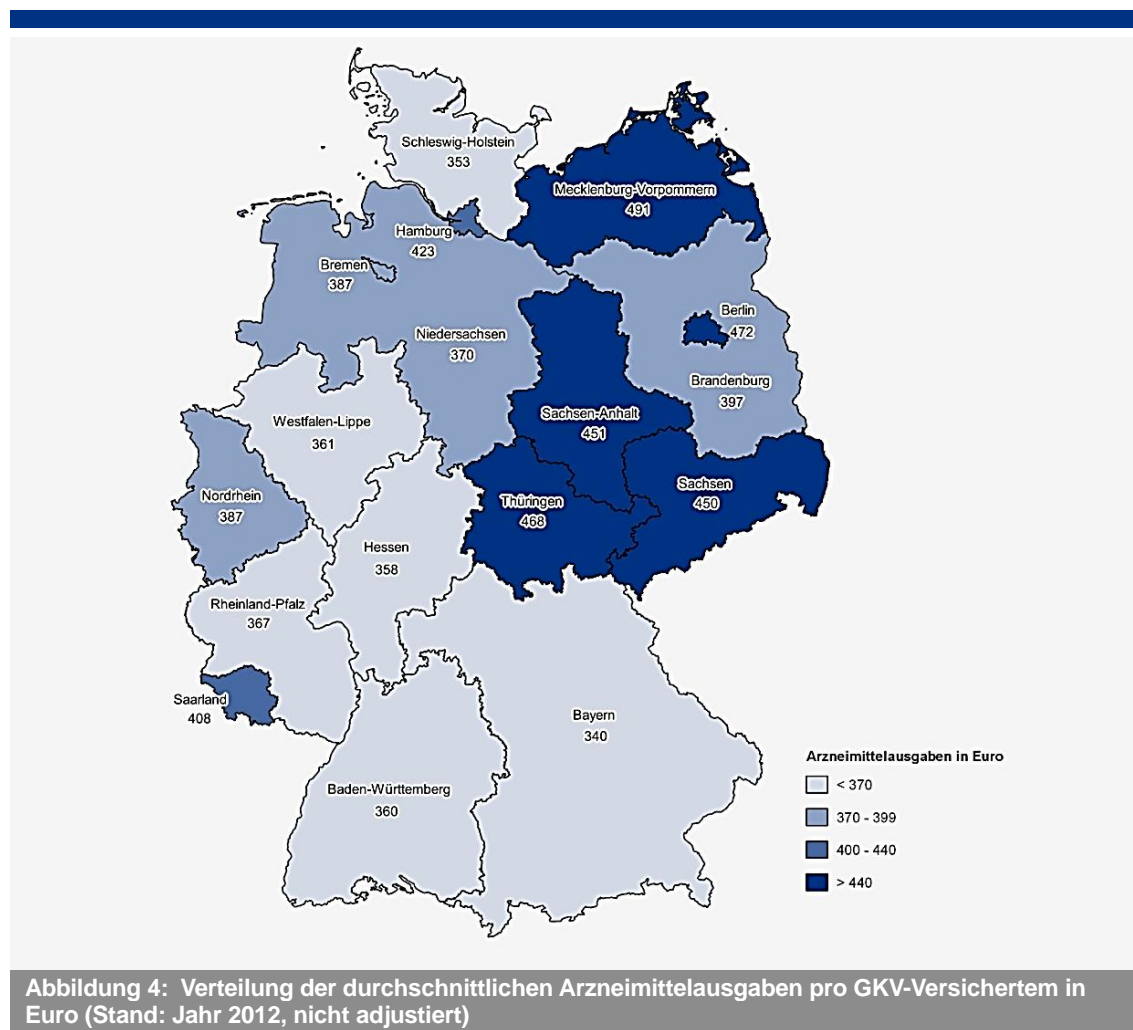 Schleswig-Holstein
353
Mecklenburg-Vorpommern
491
Hamburg
423
Bremen
387
Niedersachsen
370
Berlin
472
Brandenburg
397
Westfalen-Lippe
361
Sachsen-Anhalt
451
Nordrhein
387
Thüringen
468
Sachsen
450
Hessen
358
Rheinland-Pfalz
367
Saarland
408
Bayern
340
Baden-Württemberg
360
Arzneimittelausgaben in Euro
< 370
370 - 399
400 - 440
> 440
Abbildung 4: Verteilung der durchschnittlichen Arzneimittelausgaben pro GKV-Versichertem in
Euro (Stand: Jahr 2012, nicht adjustiert)